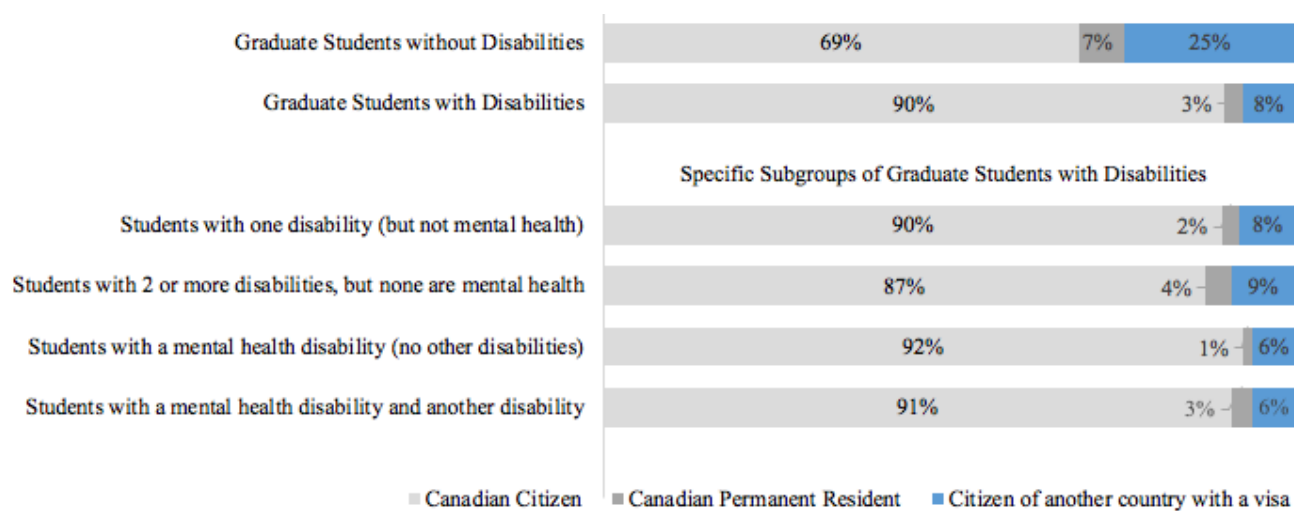 Graduate Students without Disabilities 69% 7% 25%
Graduate Students with Disabilities 90% 3% 8%
Specific Subgroups of Graduate Students with Disabilities
Students with one disability (but not mental health) 90% 2% 8%
Students with 2 or more disabilities, but none are mental health 87% 4% 9%
Students with a mental health disability (no other disabilities) 92% 1% 6%
Students with a mental health disability and another disability 91% 3% 6%
Canadian Citizen Canadian Permanent Resident Citizen of another country with a visa